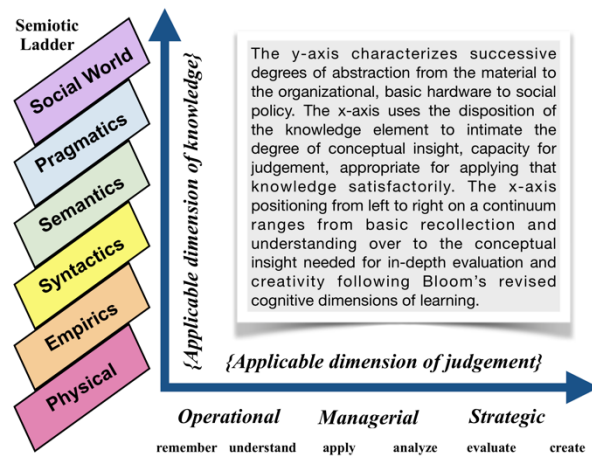 Semiotic
Ladder
Social World
Pragmatics
Semantics
Syntactics
Empirics
Physical
{Applicable dimension of knowledge}
The y-axis characterizes successive
degrees of abstraction from the material to
the organizational, basic hardware to social
policy. The x-axis uses the disposition of
the knowledge element to intimate the
degree of conceptual insight, capacity for
judgement, appropriate for applying that
knowledge satisfactorily. The x-axis
positioning from left to right on a continuum
ranges from basic recollection and
understanding over to the conceptual
insight needed for in-depth evaluation and
creativity following Bloom's revised
cognitive dimensions of learning.
{Applicable dimension of judgement}
Operational Managerial Strategic
remember understand apply analyze evaluate create